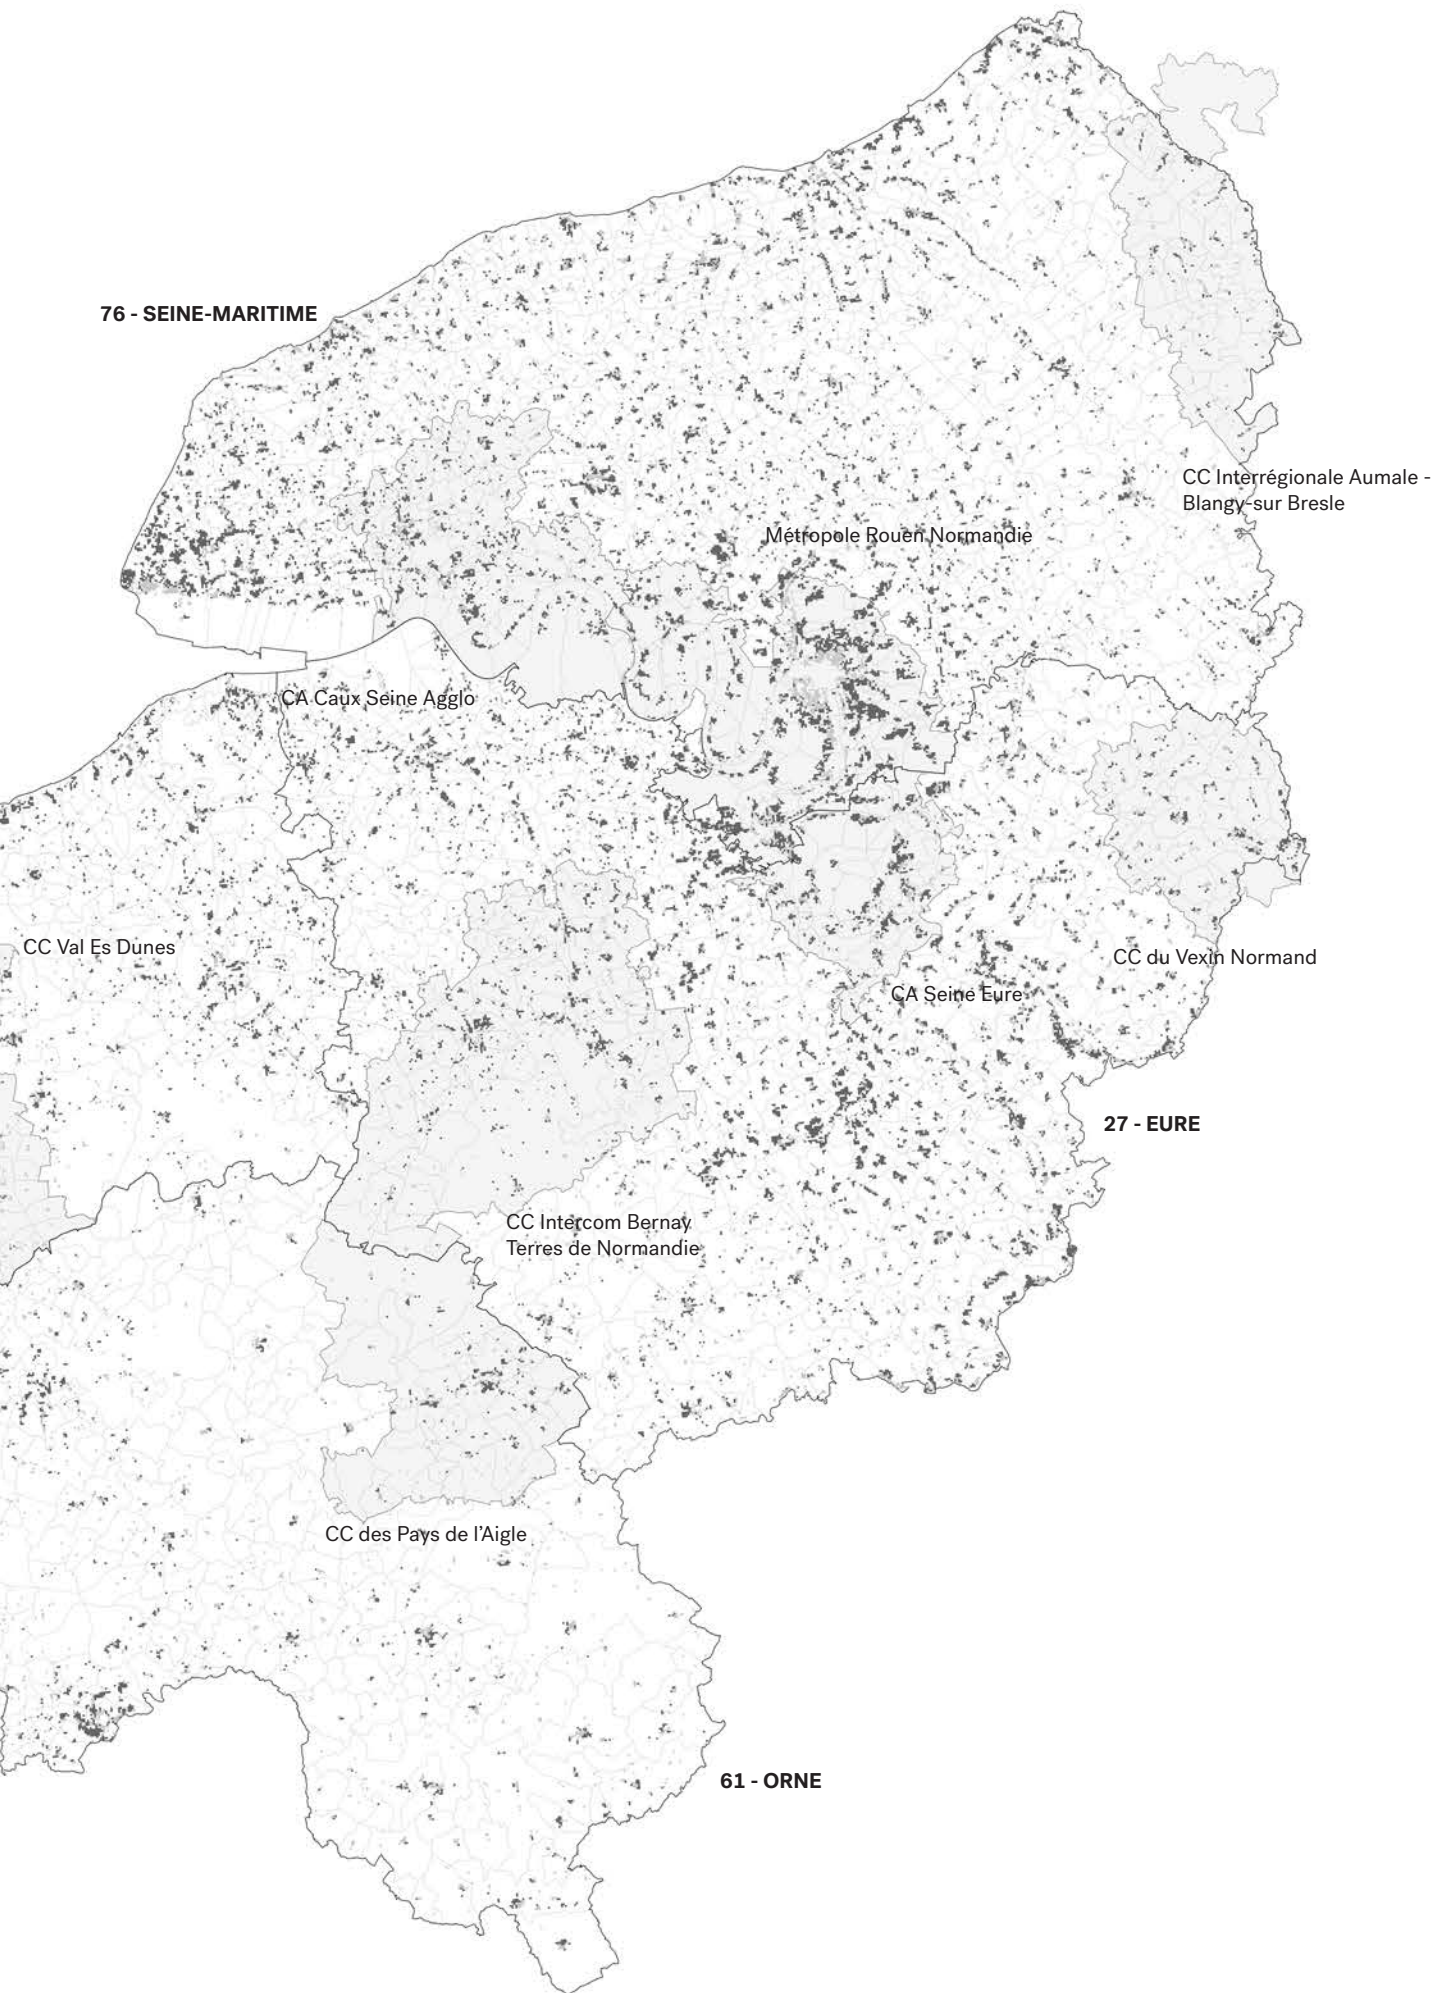 76 - SEINE-MARITIME
CC Interrégionale Aumale -
Blangy-sur Bresle
Métropole Rouen Normandie
CA Caux Seine Agglo
CC Val Es Dunes
CC du Vexin Normand
CA Seine Eure
27 - EURE
CC Intercom Bernay
Terres de Normandie
CC des Pays de l'Aigle
61 - ORNE